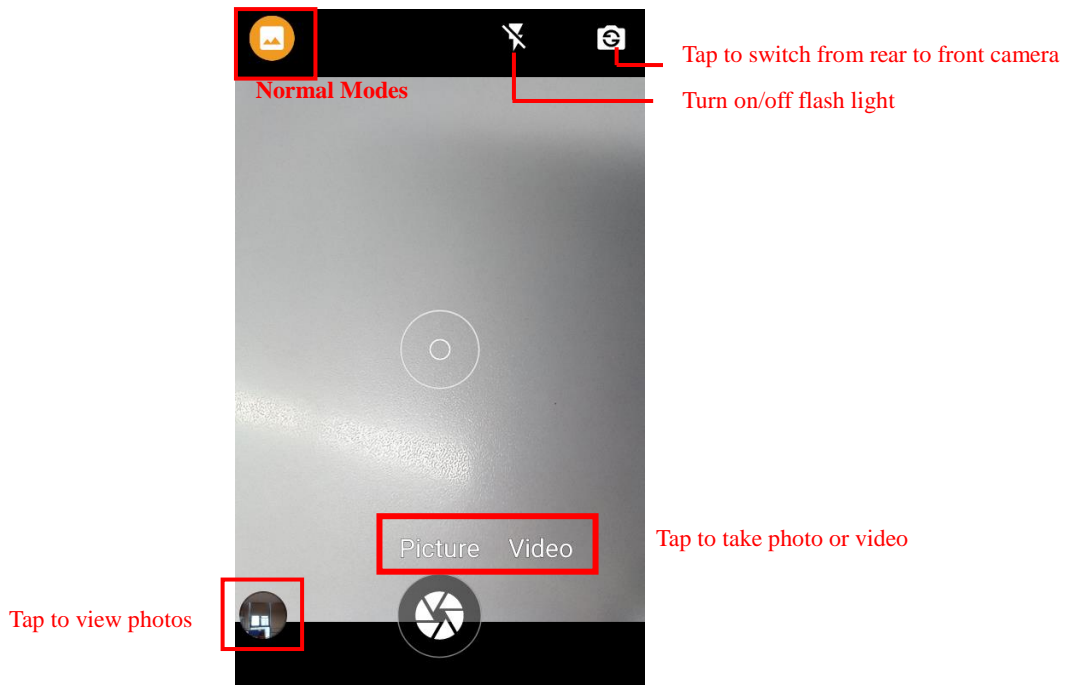 Tap to switch from rear to front camera
Normal Modes
Turn on/off flash light
Picture Video
Tap to take photo or video
Tap to view photos